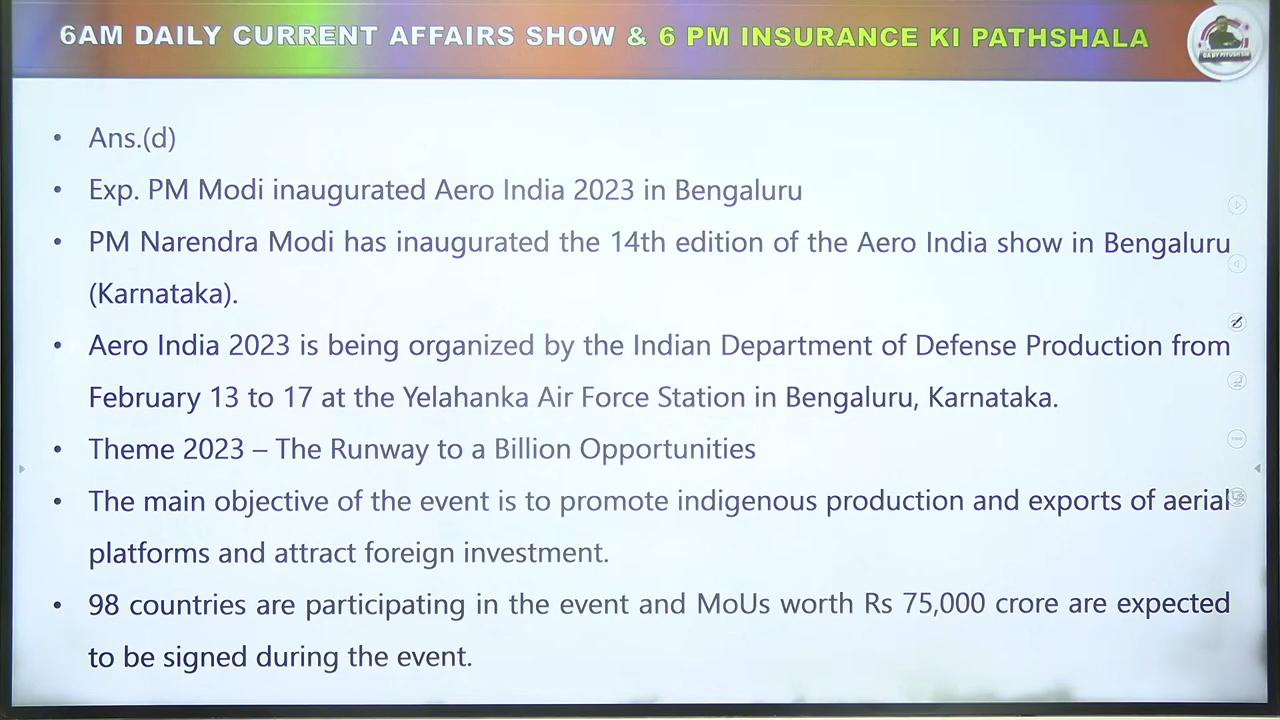 6AM DAILY CURRENT AFFAIRS SHOW & 6 PM INSURANCE KI PATHSHALA
GA BY PIYUSH SIR
• Ans.(d)
• Exp. PM Modi inaugurated Aero India 2023 in Bengaluru
• PM Narendra Modi has inaugurated the 14th edition of the Aero India show in Bengaluru
(Karnataka).
• Aero India 2023 is being organized by the Indian Department of Defense Production from
February 13 to 17 at the Yelahanka Air Force Station in Bengaluru, Karnataka.
• Theme 2023 – The Runway to a Billion Opportunities
• The main objective of the event is to promote indigenous production and exports of aerial
platforms and attract foreign investment.
• 98 countries are participating in the event and MoUs worth Rs 75,000 crore are expected
to be signed during the event.